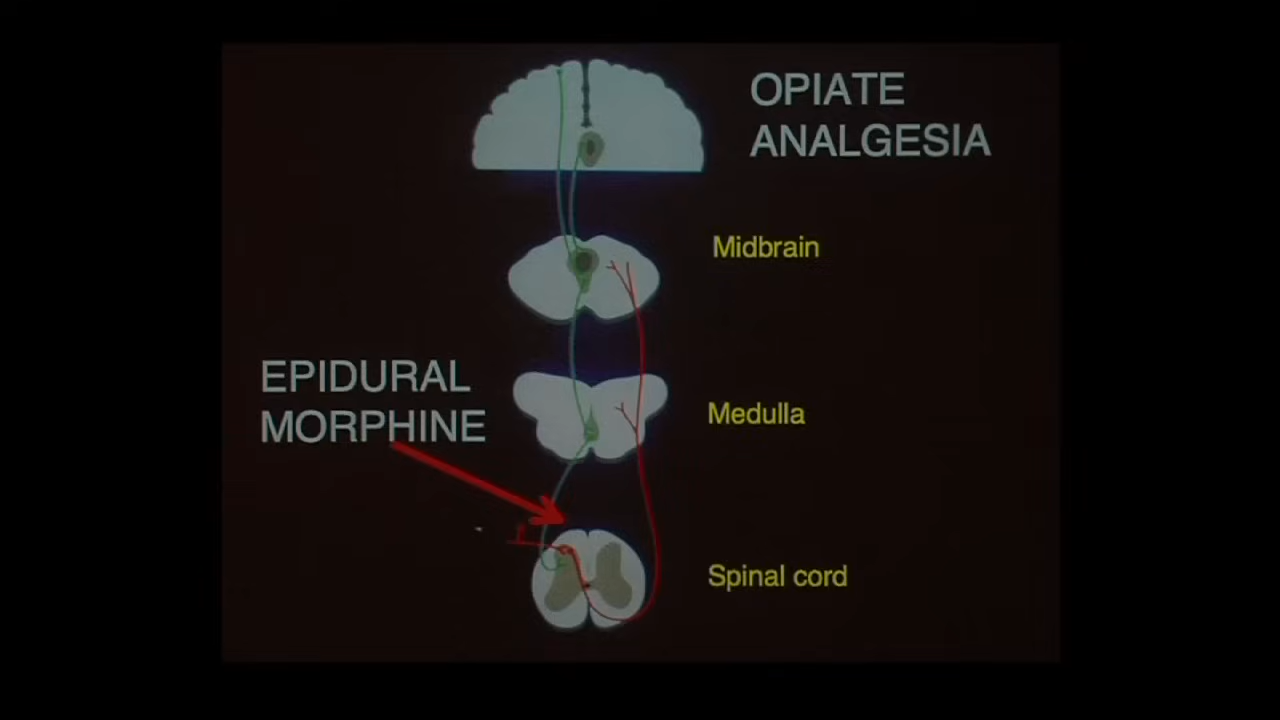 OPIATE
ANALGESIA
Midbrain
EPIDURAL
MORPHINE
Medulla
Spinal cord